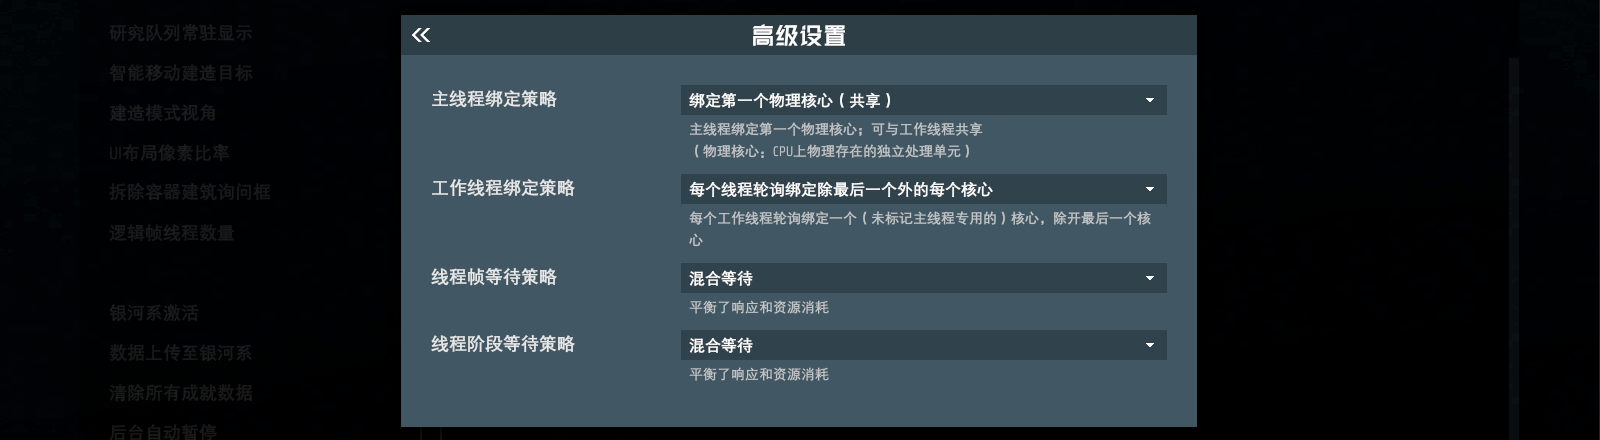 研究队列常驻显示
智能移动建造目标
建造模式视角
UI布局像素比率
拆除容器建筑询问框
逻辑帧线程数量
银河系激活
数据上传至银河系
清除所有成就数据
后台自动暂停
高级设置
主线程绑定策略
绑定第一个物理核心（共享）
主线程绑定第一个物理核心；可与工作线程共享
（物理核心：CPU上物理存在的独立处理单元）
工作线程绑定策略
每个线程轮询绑定除最后一个外的每个核心
每个工作线程轮询绑定一个（未标记主线程专用的）核心，除开最后一个核
心
线程帧等待策略
混合等待
平衡了响应和资源消耗
线程阶段等待策略
混合等待
平衡了响应和资源消耗